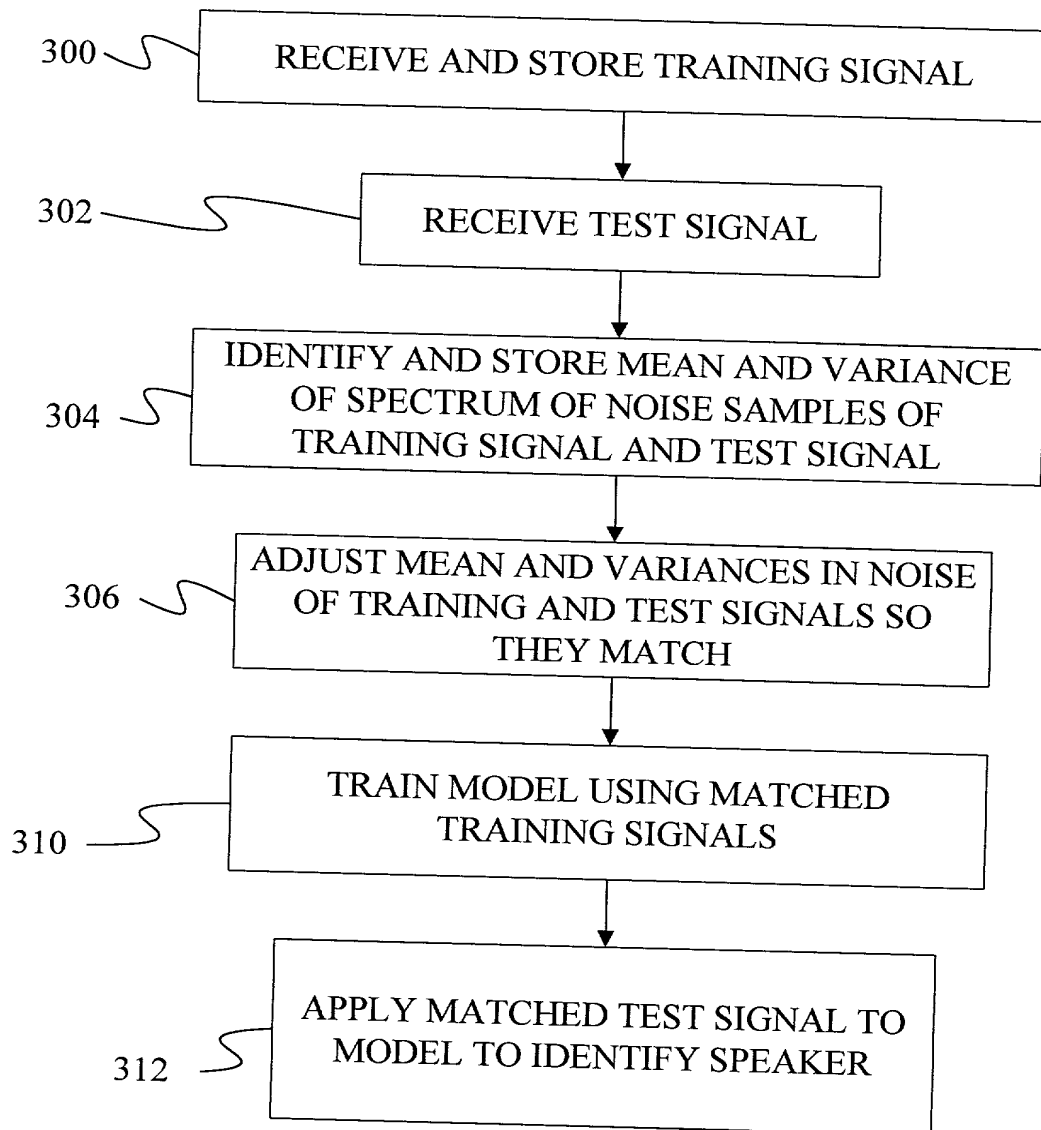 300
RECEIVE AND STORE TRAINING SIGNAL
302
RECEIVE TEST SIGNAL
304
IDENTIFY AND STORE MEAN AND VARIANCE
OF SPECTRUM OF NOISE SAMPLES OF
TRAINING SIGNAL AND TEST SIGNAL
306
ADJUST MEAN AND VARIANCES IN NOISE
OF TRAINING AND TEST SIGNALS SO
THEY MATCH
310
TRAIN MODEL USING MATCHED
TRAINING SIGNALS
312
APPLY MATCHED TEST SIGNAL TO
MODEL TO IDENTIFY SPEAKER